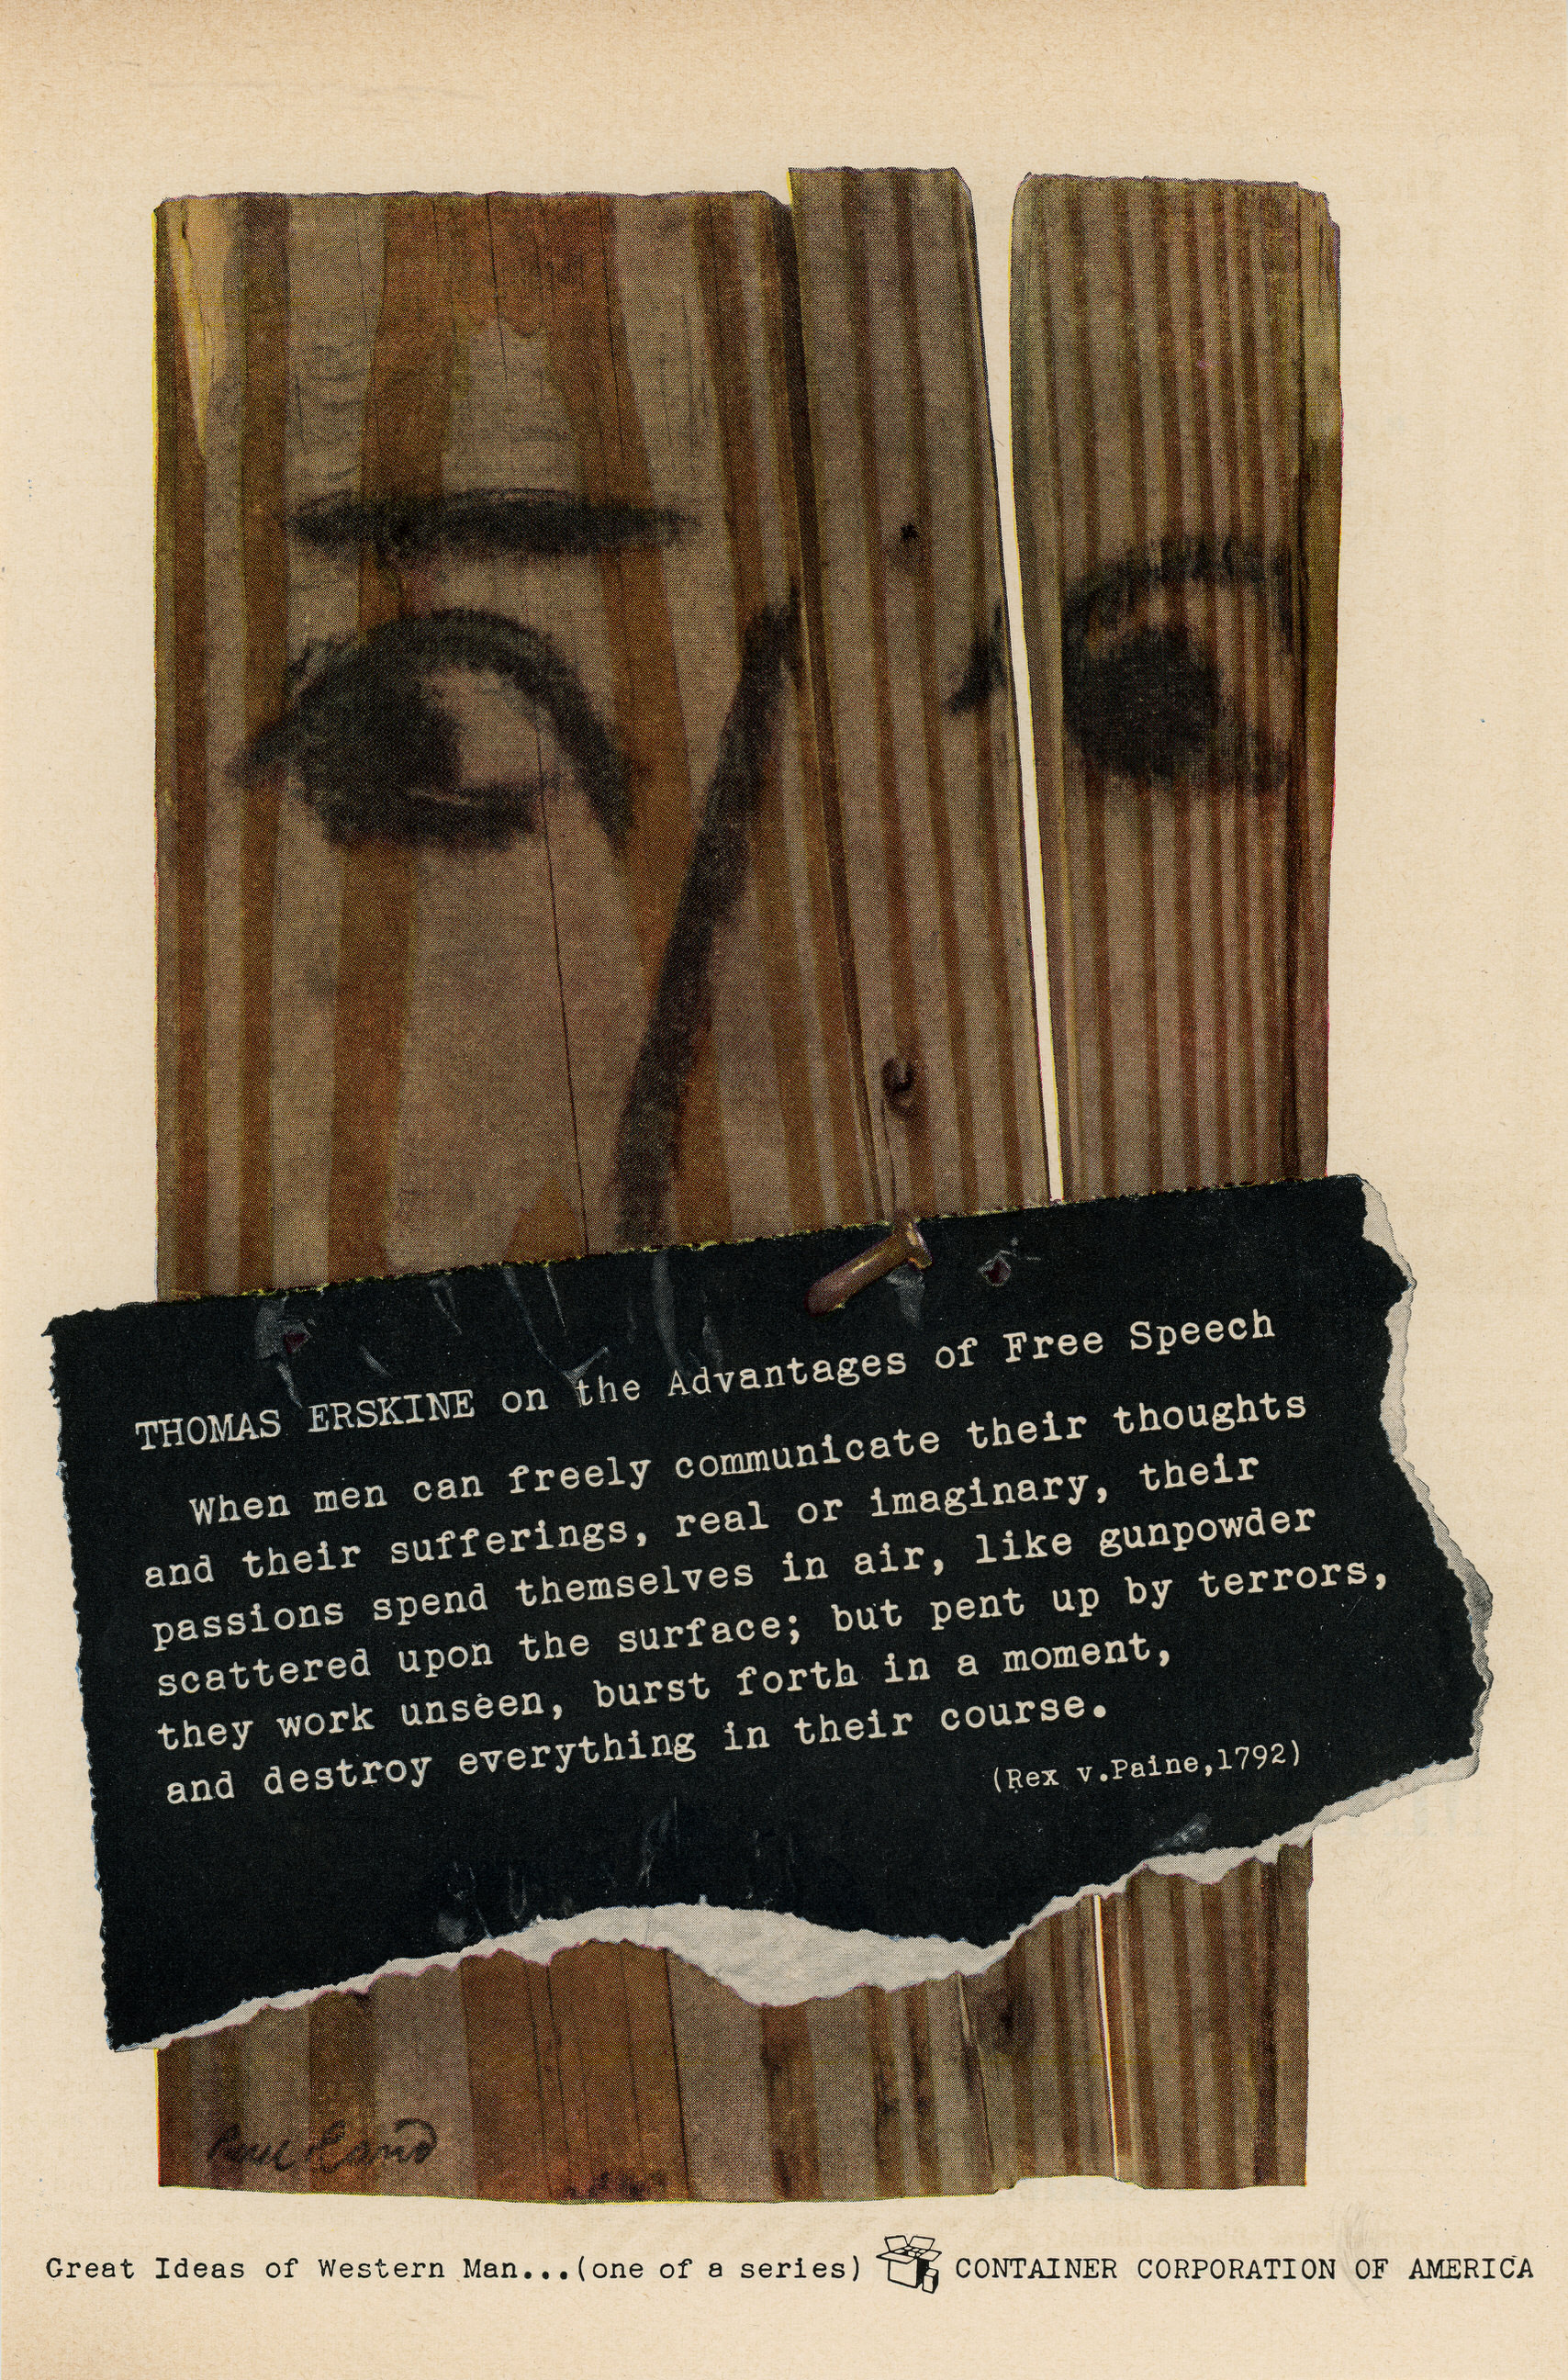 THOMAS ERSKINE on the Advantages of Free Speech
When men can freely communicate their thoughts
and their sufferings, real or imaginary, their
passions spend themselves in air, like gunpowder
scattered upon the surface; but pent up by terrors,
they work unseen, burst forth in a moment,
and destroy everything in their course.
(Rex v.Paine,1792)
Paul Rand
Great Ideas of Western Man...(one of a series) CONTAINER CORPORATION OF AMERICA